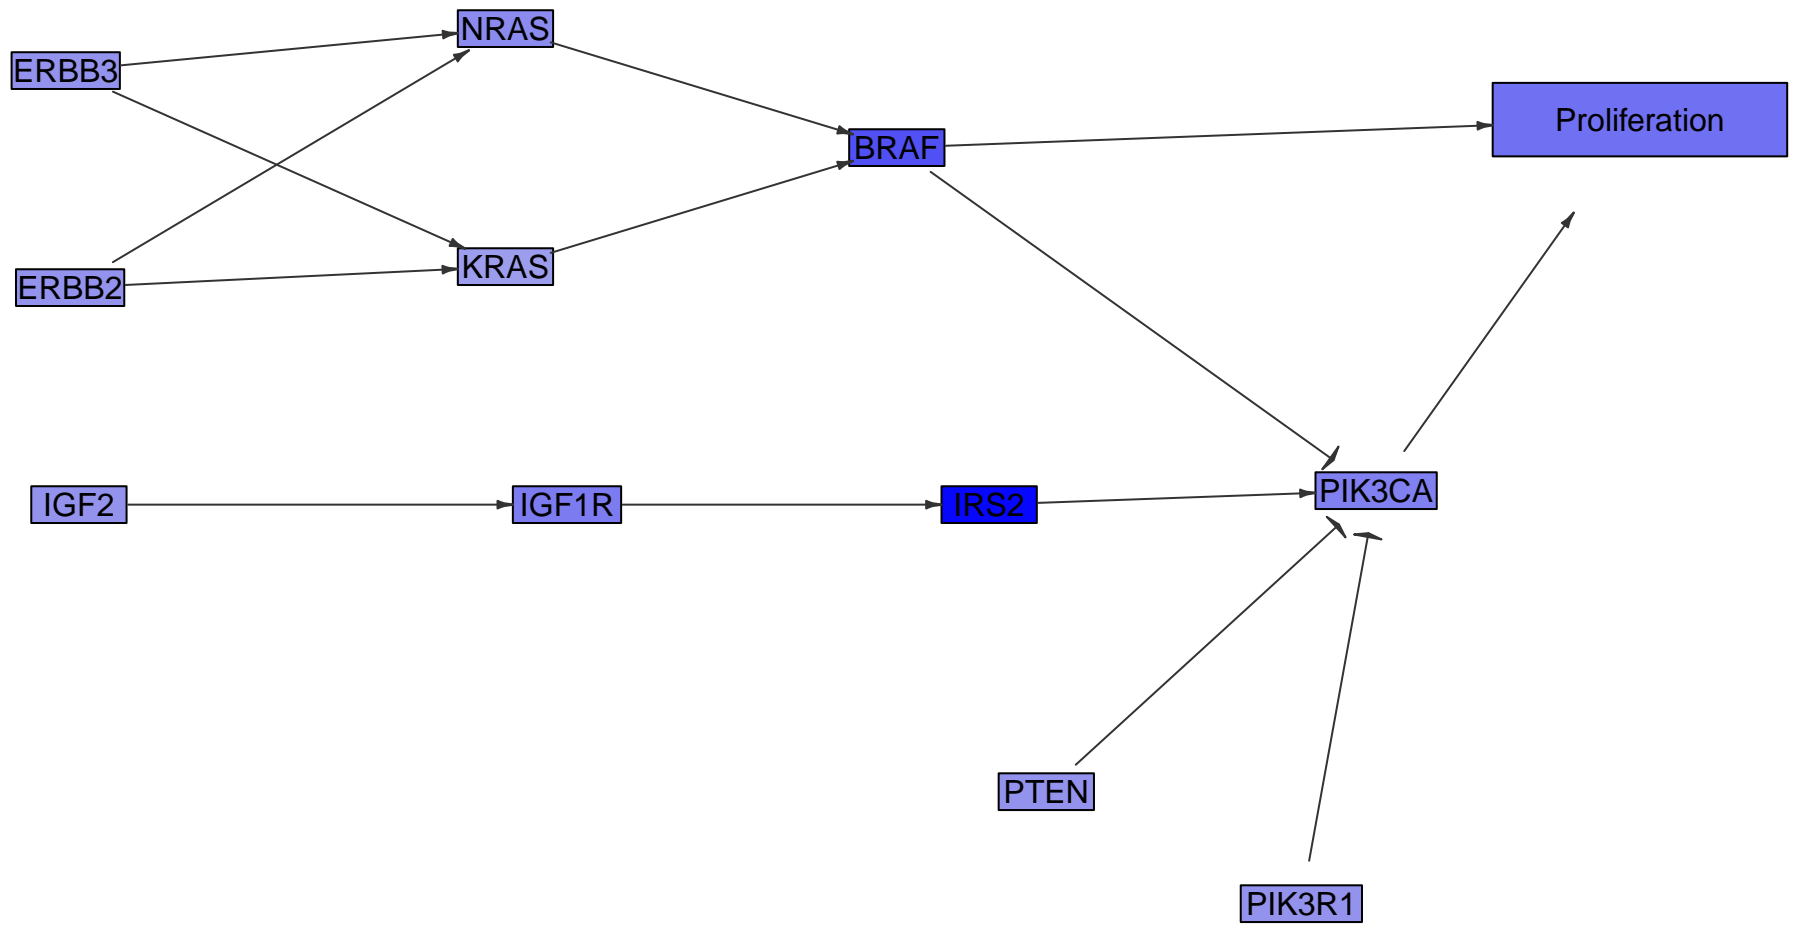 NRAS
ERBB3
Proliferation
BRAF
KRAS
ERBB2
PIK3CA
IGF2
IGF1R
IRS2
PTEN
PIK3R1